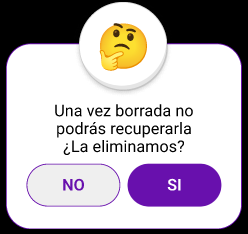 Una vez borrada no
podrás recuperarla
¿La eliminamos?
NO
SI